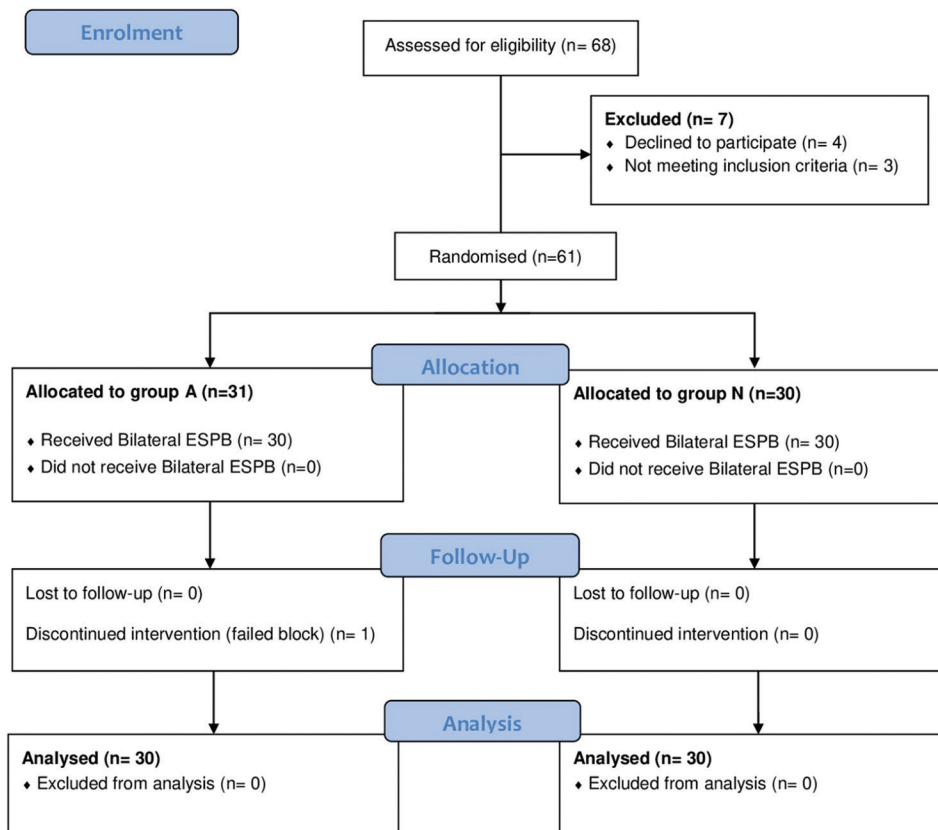 Enrolment
Assessed for eligibility (n= 68)
Excluded (n= 7)
♦ Declined to participate (n= 4)
♦ Not meeting inclusion criteria (n= 3)
Randomised (n=61)
Allocation
Allocated to group A (n=31)
♦ Received Bilateral ESPB (n= 30)
♦ Did not receive Bilateral ESPB (n=0)
Allocated to group N (n=30)
♦ Received Bilateral ESPB (n= 30)
♦ Did not receive Bilateral ESPB (n=0)
Follow-Up
Lost to follow-up (n= 0)
Discontinued intervention (failed block) (n= 1)
Lost to follow-up (n= 0)
Discontinued intervention (n= 0)
Analysis
Analysed (n= 30)
♦ Excluded from analysis (n= 0)
Analysed (n= 30)
♦ Excluded from analysis (n= 0)